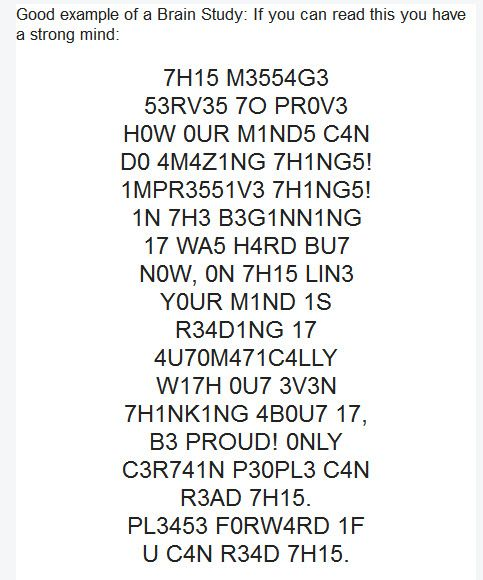 Good example of a Brain Study: If you can read this you have
a strong mind:
7H15 M3554G3
53RV35 7O PR0V3
H0W 0UR M1ND5 C4N
D0 4M4Z1NG 7H1NG5!
1MPR3551V3 7H1NG5!
1N 7H3 B3G1NN1NG
17 WA5 H4RD BU7
N0W, 0N 7H15 LIN3
Y0UR M1ND 1S
R34D1NG 17
4U70M471C4LLY
W17H 0U7 3V3N
7H1NK1NG 4B0U7 17,
B3 PROUD! 0NLY
C3R741N P30PL3 C4N
R3AD 7H15.
PL3453 F0RW4RD 1F
U C4N R34D 7H15.